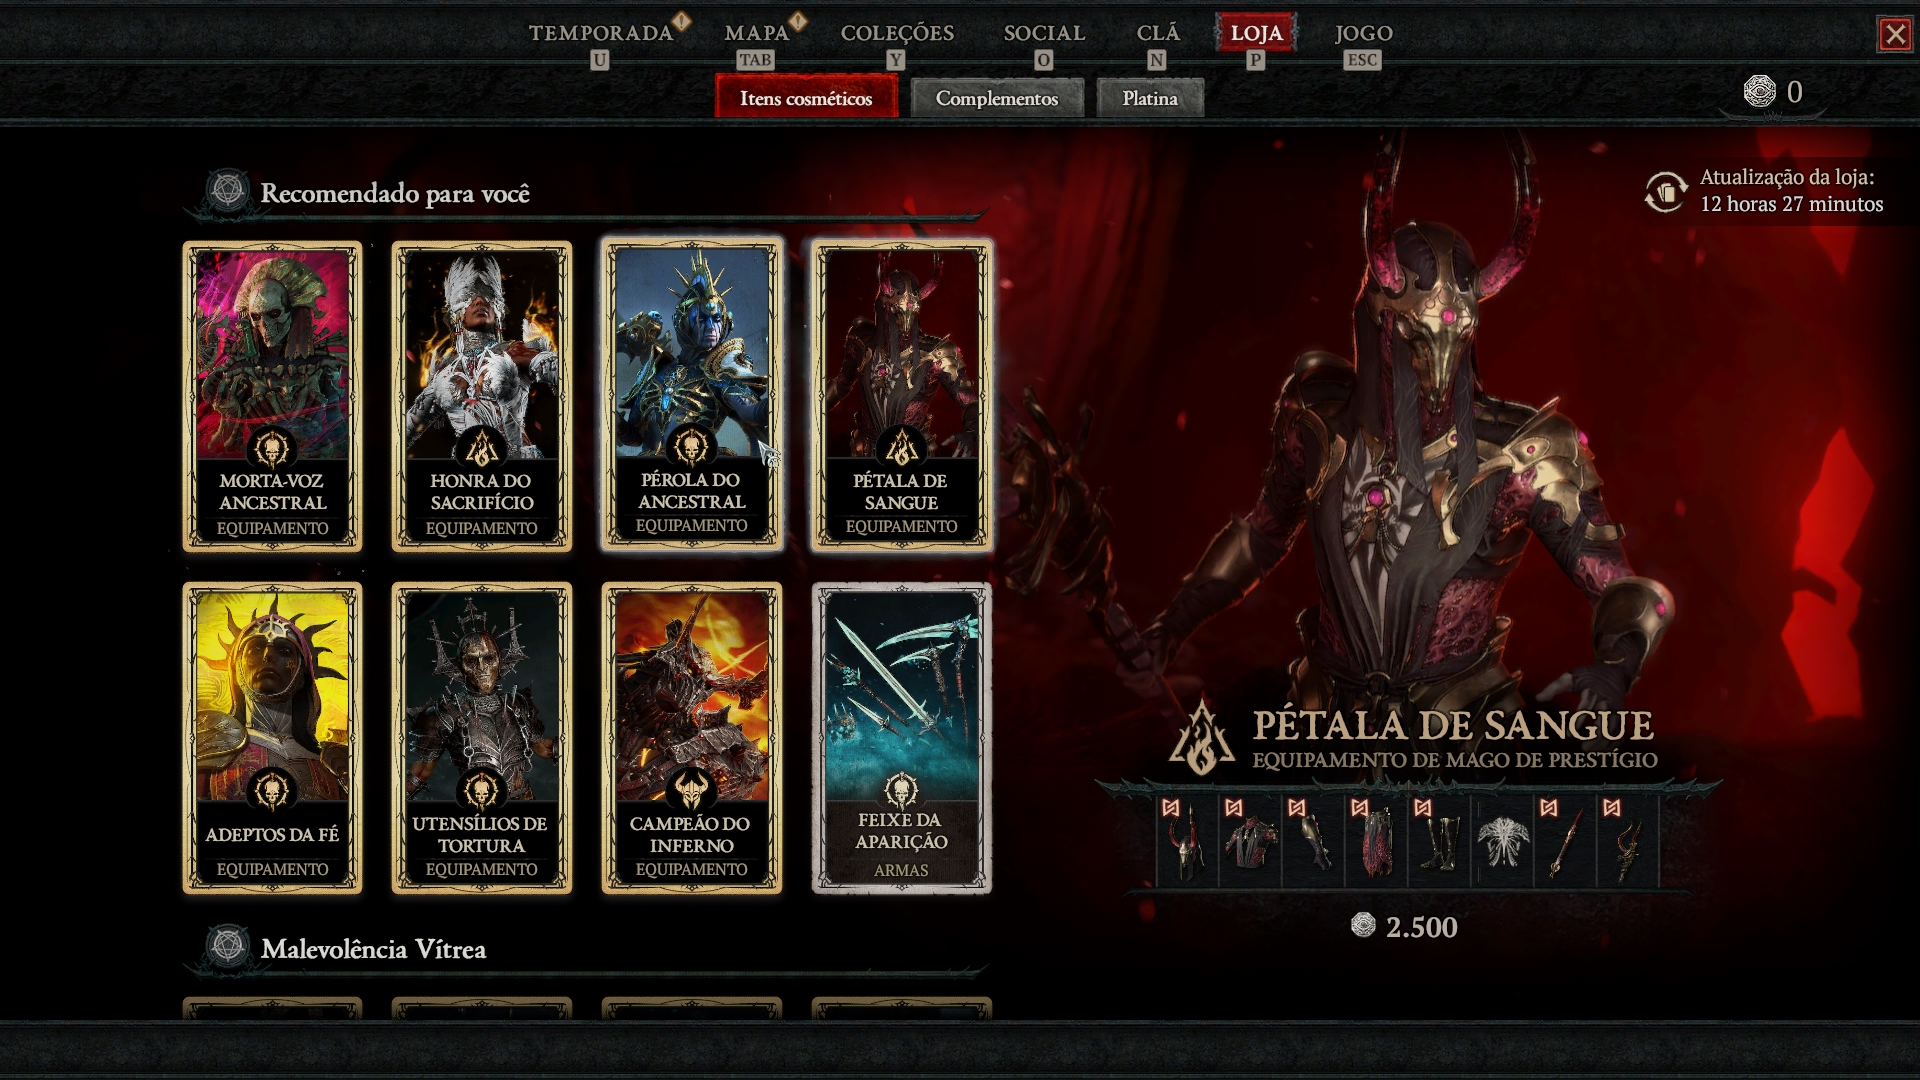 TEMPORADA
MAPA
COLEÇÕES
SOCIAL
CLÃ
LOJA
JOGO
U
TAB
Y
O
N
P
ESC
Itens cosméticos
Complementos
Platina
0
Recomendado para você
Atualização da loja:
12 horas 27 minutos
MORTA-VOZ
ANCESTRAL
EQUIPAMENTO
HONRA DO
SACRIFÍCIO
EQUIPAMENTO
PÉROLA DO
ANCESTRAL
EQUIPAMENTO
PÉTALA DE
SANGUE
EQUIPAMENTO
ADEPTOS DA FÉ
EQUIPAMENTO
UTENSÍLIOS DE
TORTURA
EQUIPAMENTO
CAMPEÃO DO
INFERNO
EQUIPAMENTO
FEIXE DA
APARIÇÃO
ARMAS
PÉTALA DE SANGUE
EQUIPAMENTO DE MAGO DE PRESTÍGIO
2.500
Malevolência Vítrea